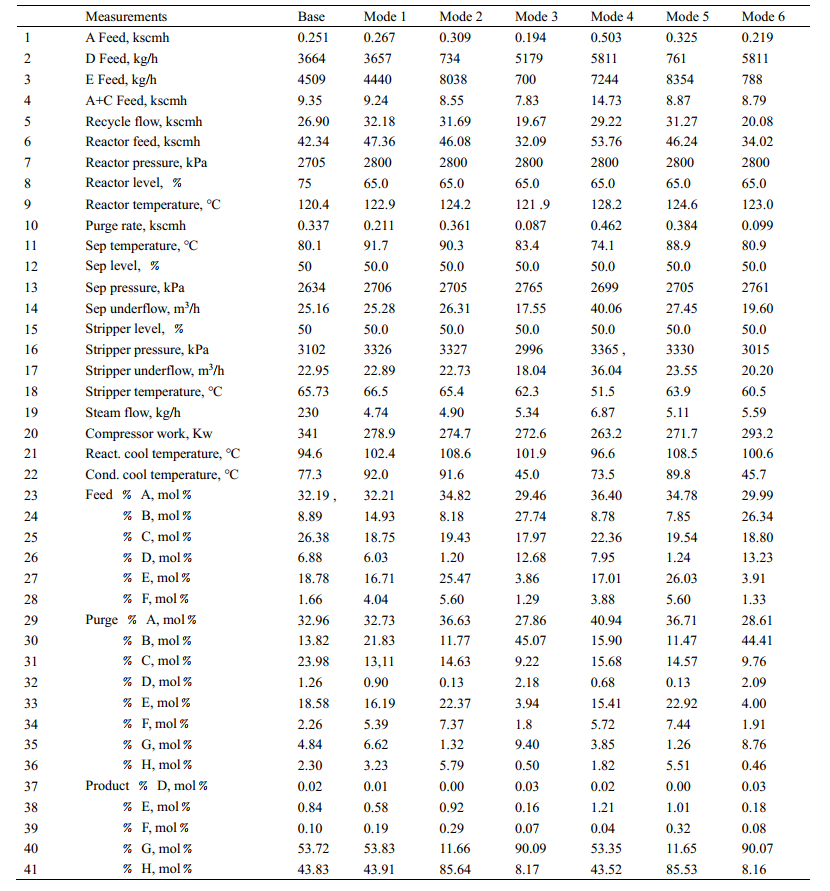 Measurements Base Mode 1 Mode 2 Mode 3 Mode 4 Mode 5 Mode 6
1 A Feed, kscmh 0.251 0.267 0.309 0.194 0.503 0.325 0.219
2 D Feed, kg/h 3664 3657 734 5179 5811 761 5811
3 E Feed, kg/h 4509 4440 8038 700 7244 8354 788
4 A+C Feed, kscmh 9.35 9.24 8.55 7.83 14.73 8.87 8.79
5 Recycle flow, kscmh 26.90 32.18 31.69 19.67 29.22 31.27 20.08
6 Reactor feed, kscmh 42.34 47.36 46.08 32.09 53.76 46.24 34.02
7 Reactor pressure, kPa 2705 2800 2800 2800 2800 2800 2800
8 Reactor level, % 75 65.0 65.0 65.0 65.0 65.0 65.0
9 Reactor temperature, °C 120.4 122.9 124.2 121 .9 128.2 124.6 123.0
10 Purge rate, kscmh 0.337 0.211 0.361 0.087 0.462 0.384 0.099
11 Sep temperature, °C 80.1 91.7 90.3 83.4 74.1 88.9 80.9
12 Sep level, % 50 50.0 50.0 50.0 50.0 50.0 50.0
13 Sep pressure, kPa 2634 2706 2705 2765 2699 2705 2761
14 Sep underflow, m³/h 25.16 25.28 26.31 17.55 40.06 27.45 19.60
15 Stripper level, % 50 50.0 50.0 50.0 50.0 50.0 50.0
16 Stripper pressure, kPa 3102 3326 3327 2996 3365 , 3330 3015
17 Stripper underflow, m³/h 22.95 22.89 22.73 18.04 36.04 23.55 20.20
18 Stripper temperature, °C 65.73 66.5 65.4 62.3 51.5 63.9 60.5
19 Steam flow, kg/h 230 4.74 4.90 5.34 6.87 5.11 5.59
20 Compressor work, Kw 341 278.9 274.7 272.6 263.2 271.7 293.2
21 React. cool temperature, °C 94.6 102.4 108.6 101.9 96.6 108.5 100.6
22 Cond. cool temperature, °C 77.3 92.0 91.6 45.0 73.5 89.8 45.7
23 Feed % A, mol% 32.19 , 32.21 34.82 29.46 36.40 34.78 29.99
24 % B, mol% 8.89 14.93 8.18 27.74 8.78 7.85 26.34
25 % C, mol% 26.38 18.75 19.43 17.97 22.36 19.54 18.80
26 % D, mol% 6.88 6.03 1.20 12.68 7.95 1.24 13.23
27 % E, mol% 18.78 16.71 25.47 3.86 17.01 26.03 3.91
28 % F, mol% 1.66 4.04 5.60 1.29 3.88 5.60 1.33
29 Purge % A, mol% 32.96 32.73 36.63 27.86 40.94 36.71 28.61
30 % B, mol% 13.82 21.83 11.77 45.07 15.90 11.47 44.41
31 % C, mol% 23.98 13,11 14.63 9.22 15.68 14.57 9.76
32 % D, mol% 1.26 0.90 0.13 2.18 0.68 0.13 2.09
33 % E, mol% 18.58 16.19 22.37 3.94 15.41 22.92 4.00
34 % F, mol% 2.26 5.39 7.37 1.8 5.72 7.44 1.91
35 % G, mol% 4.84 6.62 1.32 9.40 3.85 1.26 8.76
36 % H, mol% 2.30 3.23 5.79 0.50 1.82 5.51 0.46
37 Product % D, mol% 0.02 0.01 0.00 0.03 0.02 0.00 0.03
38 % E, mol% 0.84 0.58 0.92 0.16 1.21 1.01 0.18
39 % F, mol% 0.10 0.19 0.29 0.07 0.04 0.32 0.08
40 % G, mol% 53.72 53.83 11.66 90.09 53.35 11.65 90.07
41 % H, mol% 43.83 43.91 85.64 8.17 43.52 85.53 8.16